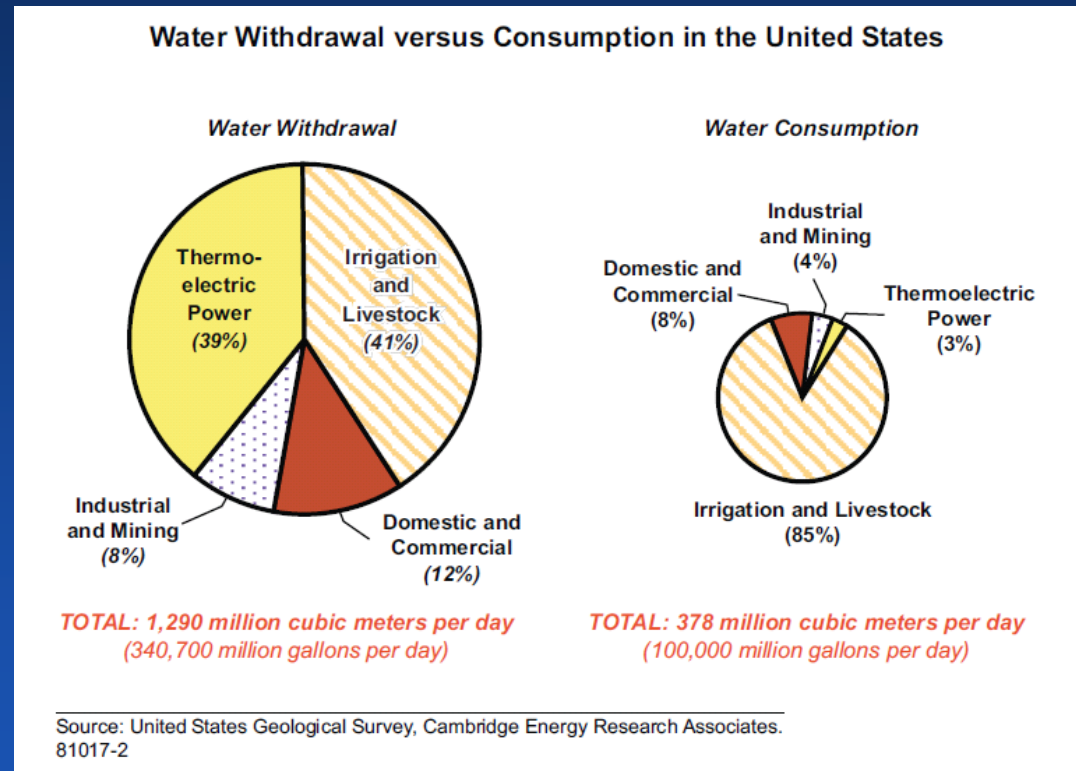 Water Withdrawal versus Consumption in the United States
Water Withdrawal
Thermo-
electric
Power
(39%)
Irrigation
and
Livestock
(41%)
Industrial
and Mining
(8%)
Domestic and
Commercial
(12%)
TOTAL: 1,290 million cubic meters per day
(340,700 million gallons per day)
Water Consumption
Industrial
and Mining
(4%)
Domestic and
Commercial
(8%)
Thermoelectric
Power
(3%)
Irrigation and Livestock
(85%)
TOTAL: 378 million cubic meters per day
(100,000 million gallons per day)
Source: United States Geological Survey, Cambridge Energy Research Associates.
81017-2